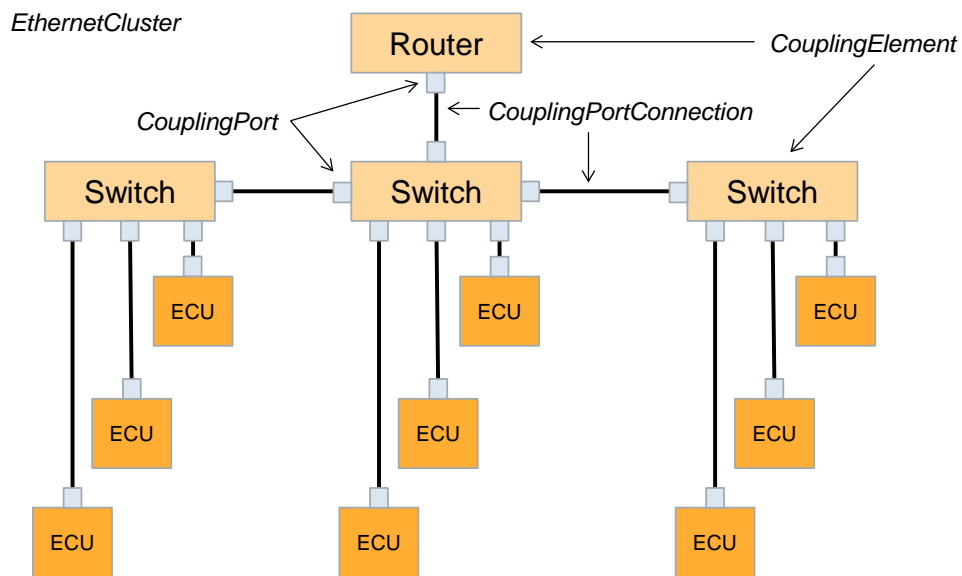 EthernetCluster
Router
CouplingElement
CouplingPort
CouplingPortConnection
Switch
Switch
Switch
ECU
ECU
ECU
ECU
ECU
ECU
ECU
ECU
ECU